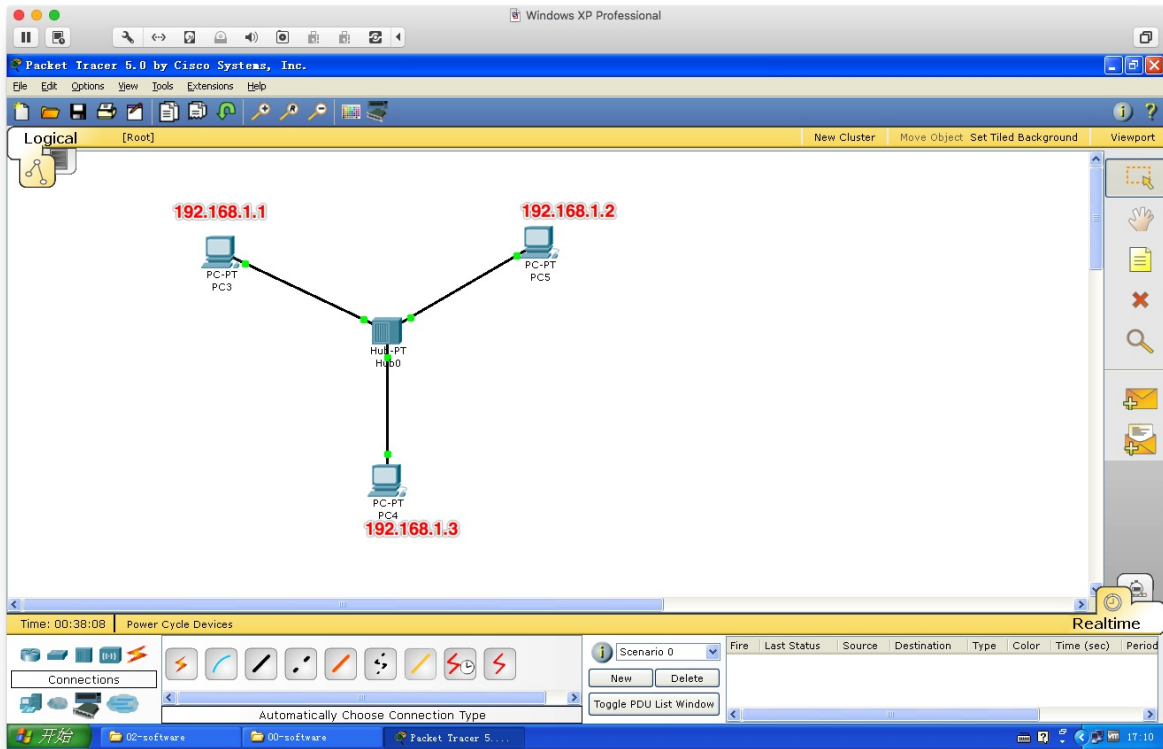 Windows XP Professional
Packet Tracer 5.0 by Cisco Systems, Inc.
File Edit Options View Tools Extensions Help
Logical [Root] New Cluster Move Object Set Tiled Background Viewport
192.168.1.1
192.168.1.2
PC-PT
PC3
PC-PT
PC5
Hub-PT
Hub0
PC-PT
PC4
192.168.1.3
Time: 00:38:08 Power Cycle Devices Realtime
Connections
Automatically Choose Connection Type
Scenario 0
New Delete
Toggle PDU List Window
Fire Last Status Source Destination Type Color Time (sec) Period
开始 02-software 00-software Packet Tracer 5.... 17:10